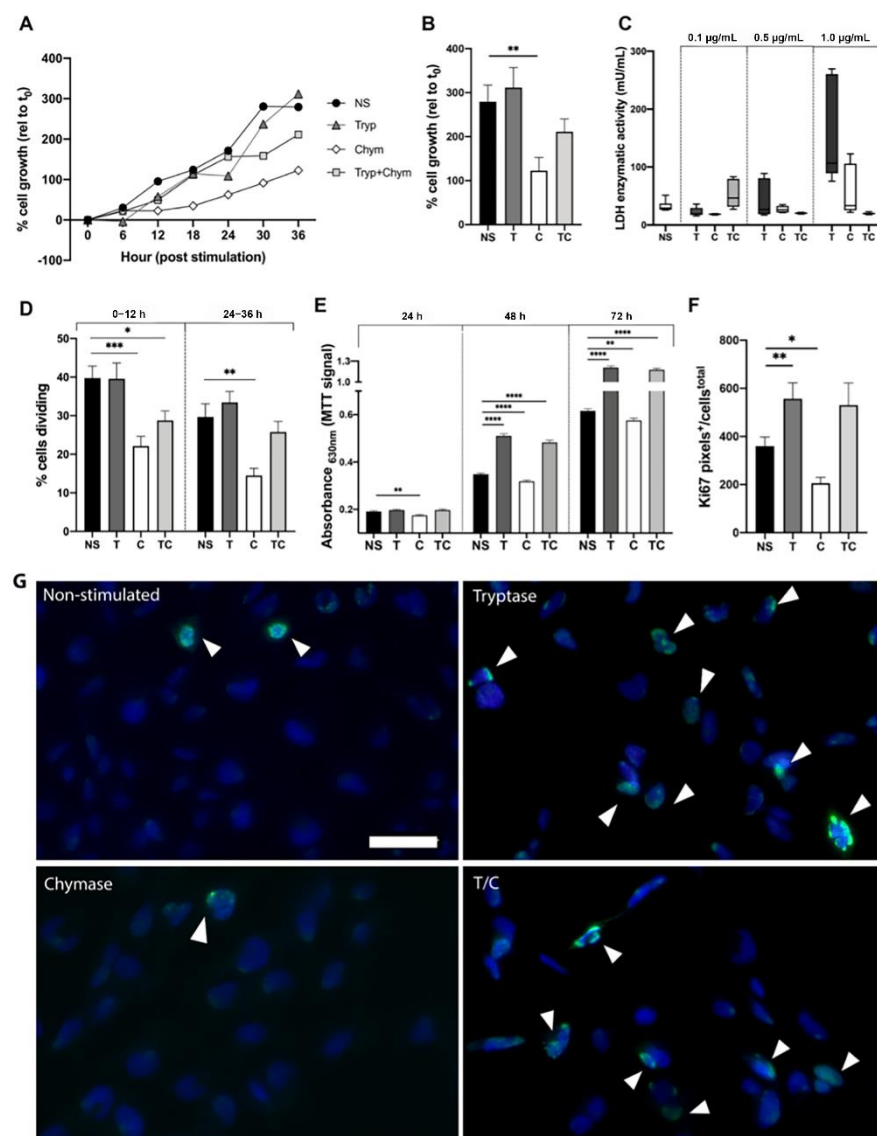 A
% cell growth (rel to t0)
400
300
200
100
0
-100
0 6 12 18 24 30 36
Hour (post stimulation)
NS
Tryp
Chym
Tryp+Chym
B
**
% cell growth (rel to t0)
400
300
200
100
0
NS T C TC
C
0.1 µg/mL 0.5 µg/mL 1.0 µg/mL
LDH enzymatic activity (mU/mL)
300
200
100
0
NS T C TC T C TC T C TC
D
0–12 h 24–36 h
*
***
**
% cells dividing
50
40
30
20
10
0
NS T C TC NS T C TC
E
24 h 48 h 72 h
Absorbance 630nm (MTT signal)
1.3
1.0
0.6
0.4
0.2
**
****
****
****
****
**
****
NS T C TC NS T C TC NS T C TC
F
*
**
Ki67 pixels+/cells total
800
600
400
200
0
NS T C TC
G
Non-stimulated
Tryptase
Chymase
T/C